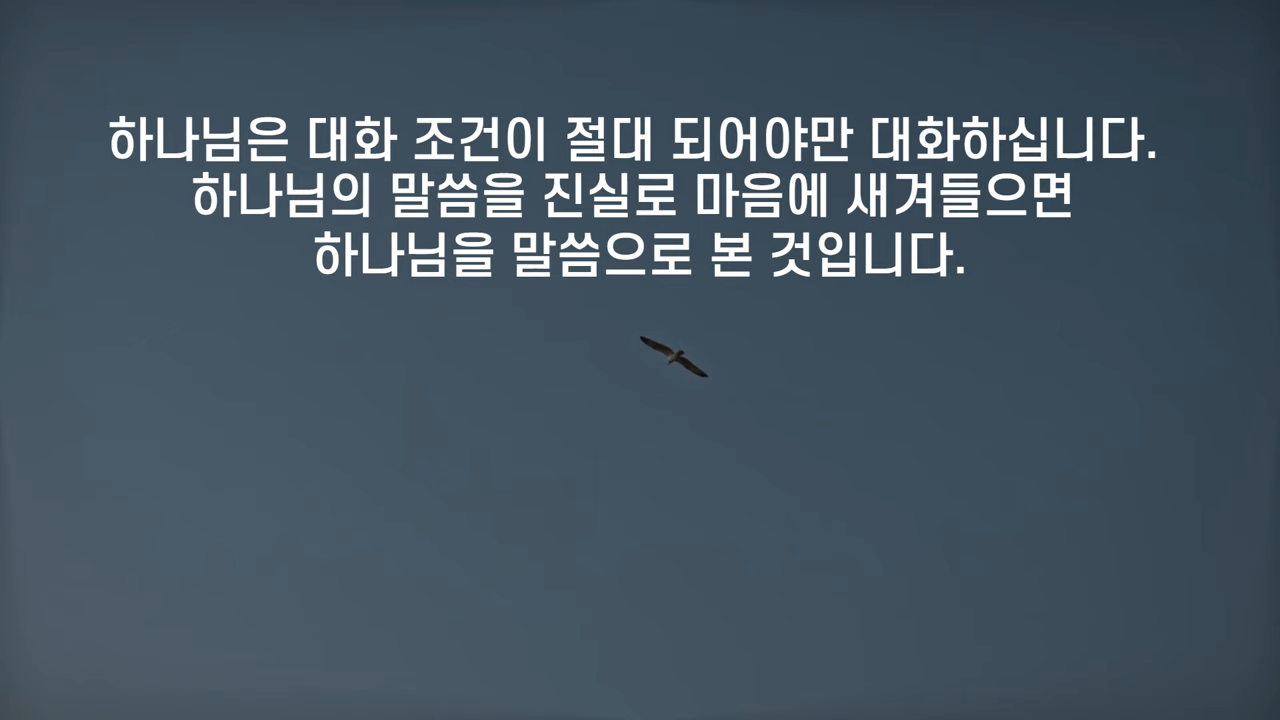 하나님은 대화 조건이 절대 되어야만 대화하십니다.
하나님의 말씀을 진실로 마음에 새겨들으면
하나님을 말씀으로 본 것입니다.